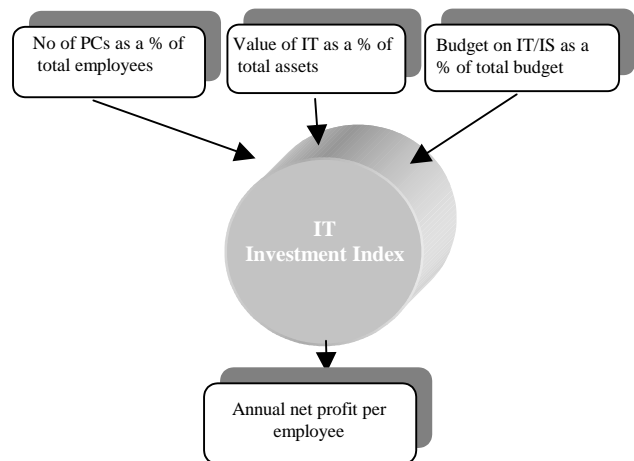 No of PCs as a % of
total employees
Value of IT as a % of
total assets
Budget on IT/IS as a
% of total budget
IT
Investment Index
Annual net profit per
employee